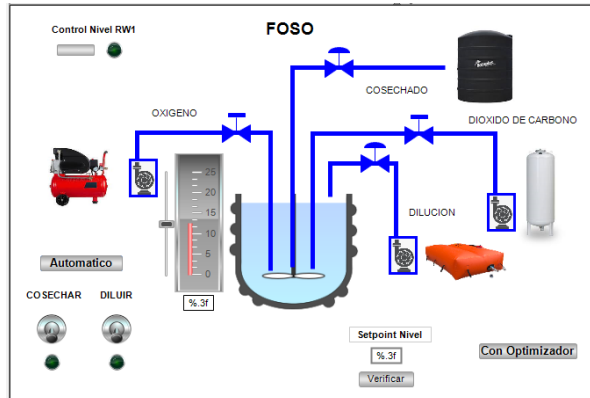 Control Nivel RW1
FOSO
COSECHADO
OXIGENO
DIOXIDO DE CARBONO
25
20
15
10
5
0
DILUCION
Automatico
%.3f
COSECHAR
DILUIR
Setpoint Nivel
%.3f
Verificar
Con Optimizador